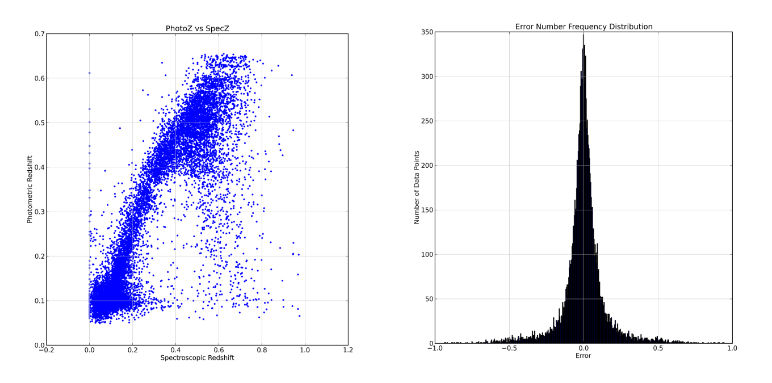 PhotoZ vs SpecZ
0.7
0.6
0.5
0.4
0.3
0.2
0.1
0.0
Photometric Redshift
−0.2 0.0 0.2 0.4 0.6 0.8 1.0 1.2
Spectroscopic Redshift
Error Number Frequency Distribution
350
300
250
200
150
100
50
0
Number of Data Points
−1.0 −0.5 0.0 0.5 1.0
Error